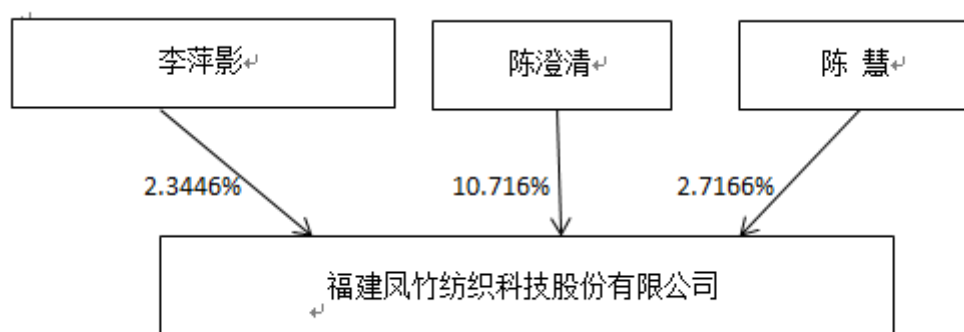 李萍影
陈澄清
陈 慧
2.3446%
10.716%
2.7166%
福建凤竹纺织科技股份有限公司